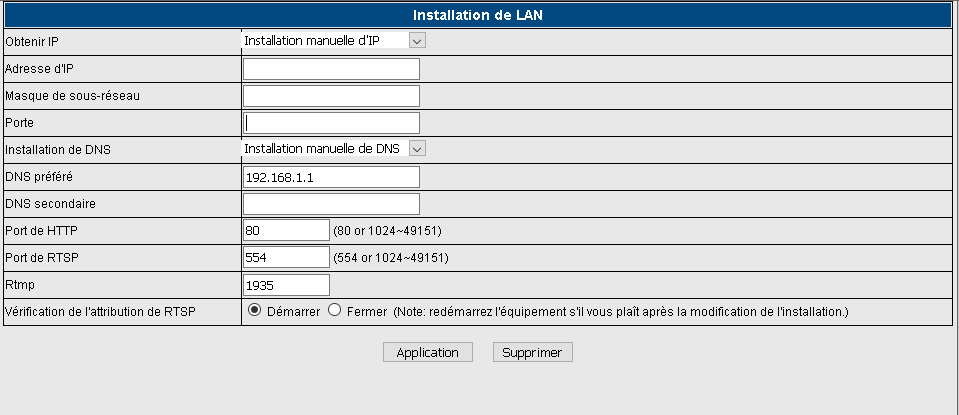 Installation de LAN
Obtenir IP Installation manuelle d'IP
Adresse d'IP
Masque de sous-réseau
Porte
Installation de DNS Installation manuelle de DNS
DNS préféré 192.168.1.1
DNS secondaire
Port de HTTP 80 (80 or 1024~49151)
Port de RTSP 554 (554 or 1024~49151)
Rtmp 1935
Vérification de l'attribution de RTSP Démarrer Fermer (Note: redémarrez l'équipement s'il vous plaît après la modification de l'installation.)
Application Supprimer